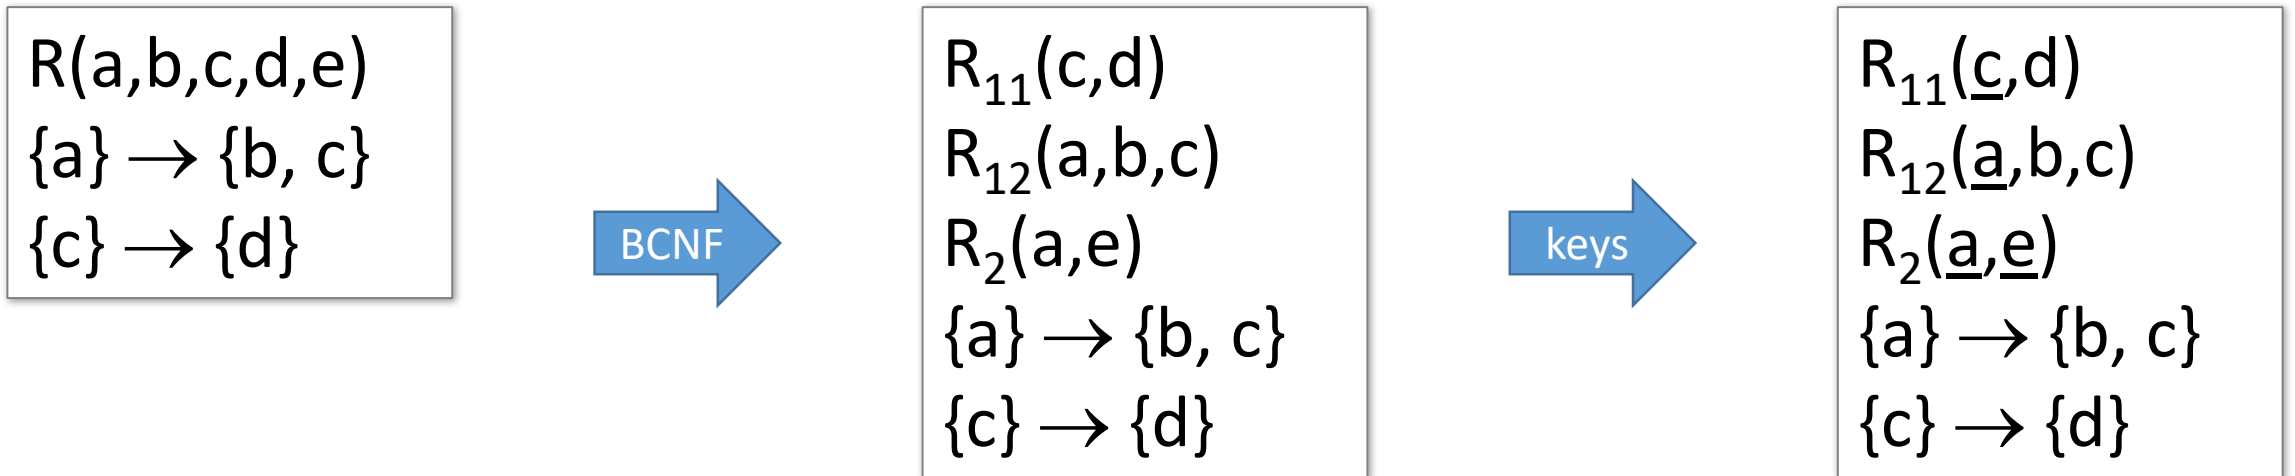 R(a,b,c,d,e)
{a} → {b, c}
{c} → {d}
BCNF
R₁₁(c,d)
R₁₂(a,b,c)
R₂(a,e)
{a} → {b, c}
{c} → {d}
keys
R₁₁(c,d)
R₁₂(a,b,c)
R₂(a,e)
{a} → {b, c}
{c} → {d}